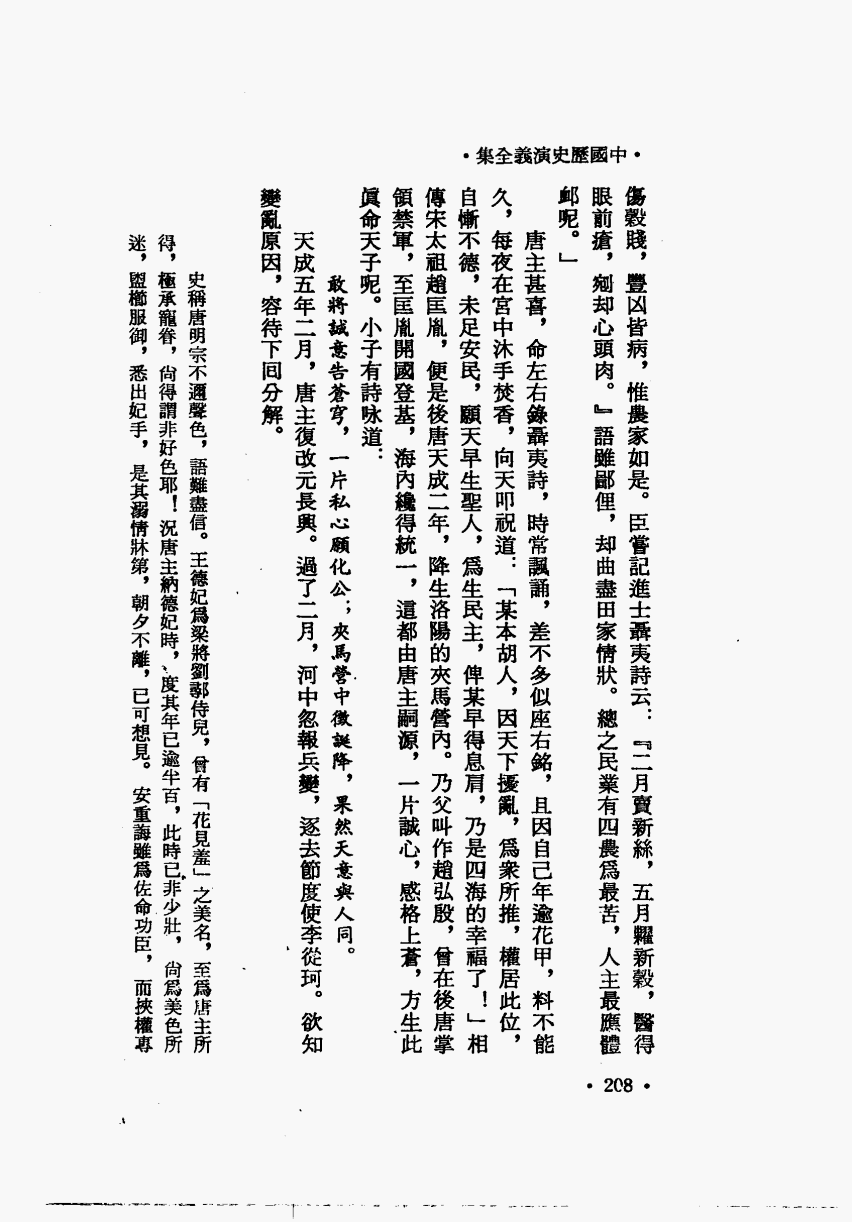 •集全義演史歷國中•
傷穀賤，豐凶皆病，惟農家如是。臣嘗記進士聶夷詩云：『二月賣新絲，五月糶新穀，醫得
眼前瘡，剜却心頭肉。』語雖鄙俚，却曲盡田家情狀。總之民業有四農爲最苦，人主最應體
卹呢。」
唐主甚喜，命左右錄聶夷詩，時常諷誦，差不多似座右銘，且因自己年逾花甲，料不能
久，每夜在宮中沐手焚香，向天叩祝道：「某本胡人，因天下擾亂，爲衆所推，權居此位，
自慚不德，未足安民，願天早生聖人，爲生民主，俾某早得息肩，乃是四海的幸福了！」相
傳宋太祖趙匡胤，便是後唐天成二年，降生洛陽的夾馬營內。乃父叫作趙弘殷，曾在後唐掌
領禁軍，至匡胤開國登基，海內纔得統一，這都由唐主嗣源，一片誠心，感格上蒼，方生此
眞命天子呢。小子有詩咏道：
敢將誠意告蒼穹，一片私心願化公；夾馬營中徵誕降，果然天意與人同。
天成五年二月，唐主復改元長興。過了二月，河中忽報兵變，逐去節度使李從珂。欲知
變亂原因，容待下回分解。
史稱唐明宗不邇聲色，語難盡信。王德妃爲梁將劉鄩侍兒，曾有「花見羞」之美名，至爲唐主所
得，極承寵眷，尙得謂非好色耶！況唐主納德妃時，度其年已逾半百，此時已非少壯，尙爲美色所
迷，盥櫛服御，悉出妃手，是其溺情牀第，朝夕不離，已可想見。安重誨雖爲佐命功臣，而挾權專
• 208 •